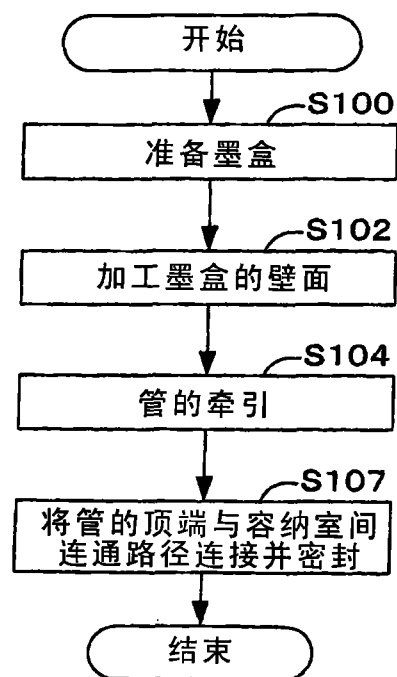 开始
S100
准备墨盒
S102
加工墨盒的壁面
S104
管的牵引
S107
将管的顶端与容纳室间
连通路径连接并密封
结束